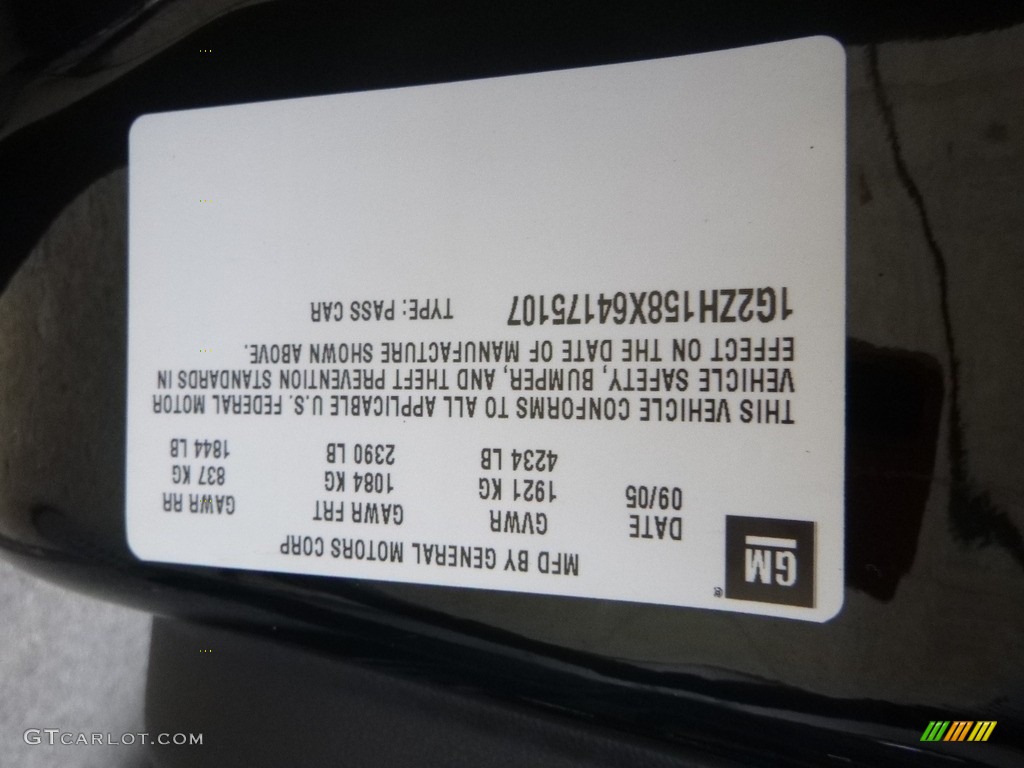 MFD BY GENERAL MOTORS CORP
GM
DATE GVWR GAWR FRT GAWR RR
09/05 1921 KG 1084 KG 837 KG
4234 LB 2390 LB 1844 LB
THIS VEHICLE CONFORMS TO ALL APPLICABLE U.S. FEDERAL MOTOR
VEHICLE SAFETY, BUMPER, AND THEFT PREVENTION STANDARDS IN
EFFECT ON THE DATE OF MANUFACTURE SHOWN ABOVE.
1G2ZH158X64175107 TYPE: PASS CAR
GTCARLOT.COM